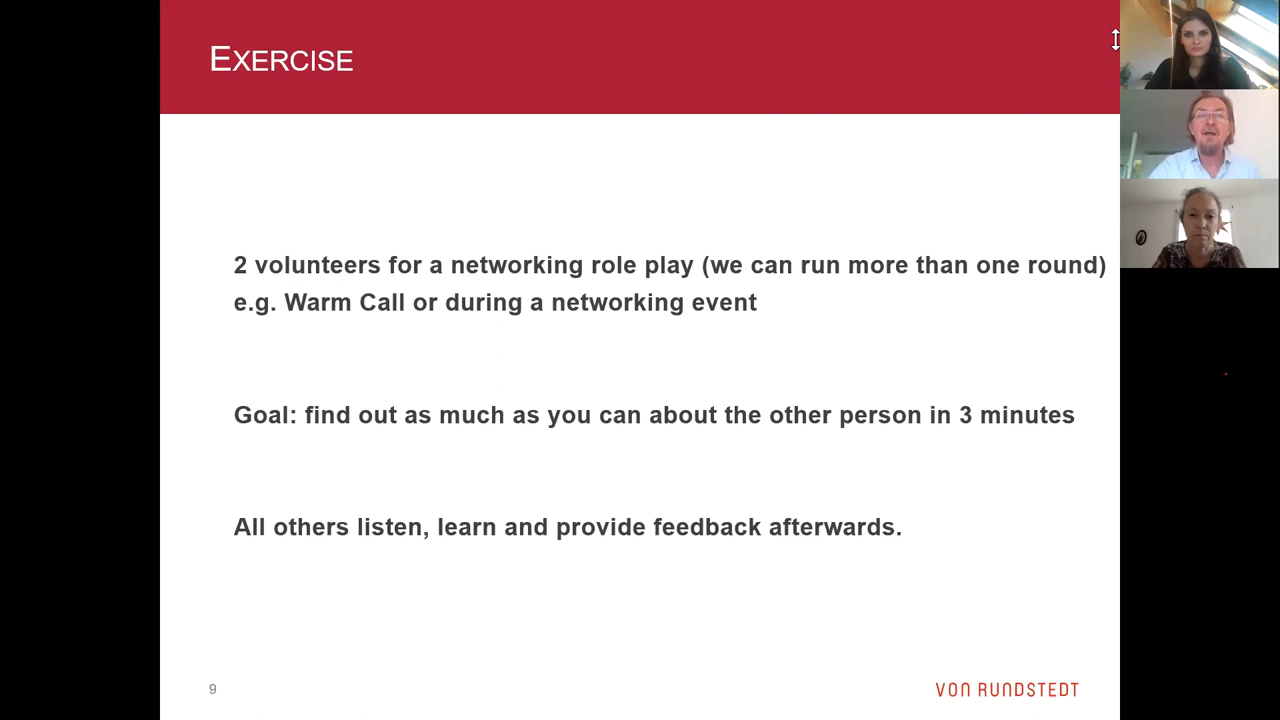 EXERCISE
2 volunteers for a networking role play (we can run more than one round)
e.g. Warm Call or during a networking event
Goal: find out as much as you can about the other person in 3 minutes
All others listen, learn and provide feedback afterwards.
9
VON RUNDSTEDT